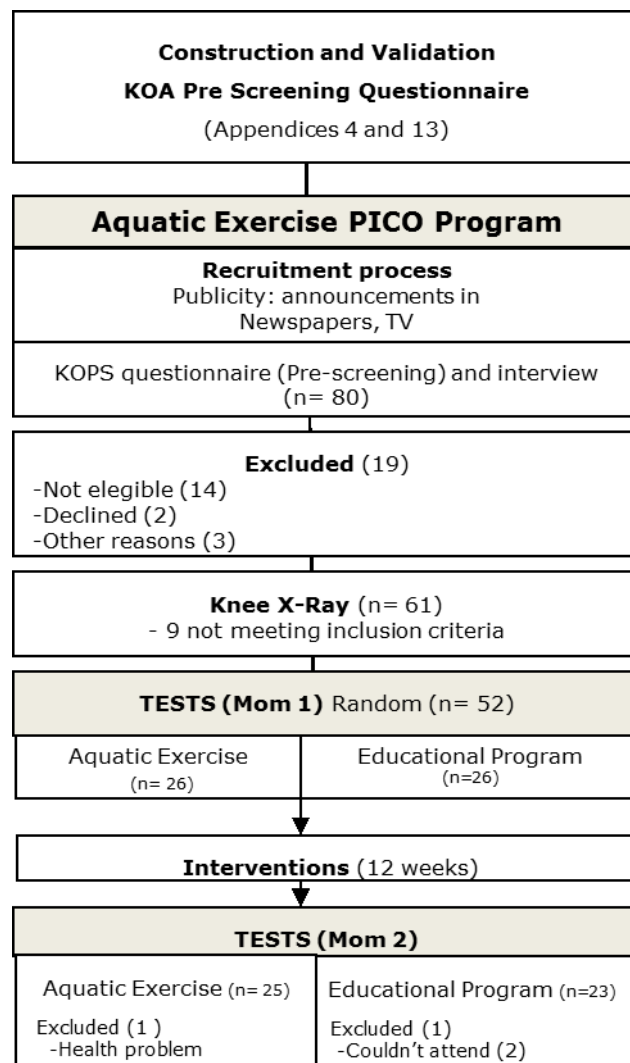 Construction and Validation
KOA Pre Screening Questionnaire
(Appendices 4 and 13)
Aquatic Exercise PICO Program
Recruitment process
Publicity: announcements in
Newspapers, TV
KOPS questionnaire (Pre-screening) and interview
(n= 80)
Excluded (19)
-Not elegible (14)
-Declined (2)
-Other reasons (3)
Knee X-Ray (n= 61)
- 9 not meeting inclusion criteria
TESTS (Mom 1) Random (n= 52)
Aquatic Exercise
(n= 26)
Educational Program
(n=26)
Interventions (12 weeks)
TESTS (Mom 2)
Aquatic Exercise (n= 25)
Excluded (1 )
-Health problem
Educational Program (n=23)
Excluded (1)
-Couldn't attend (2)